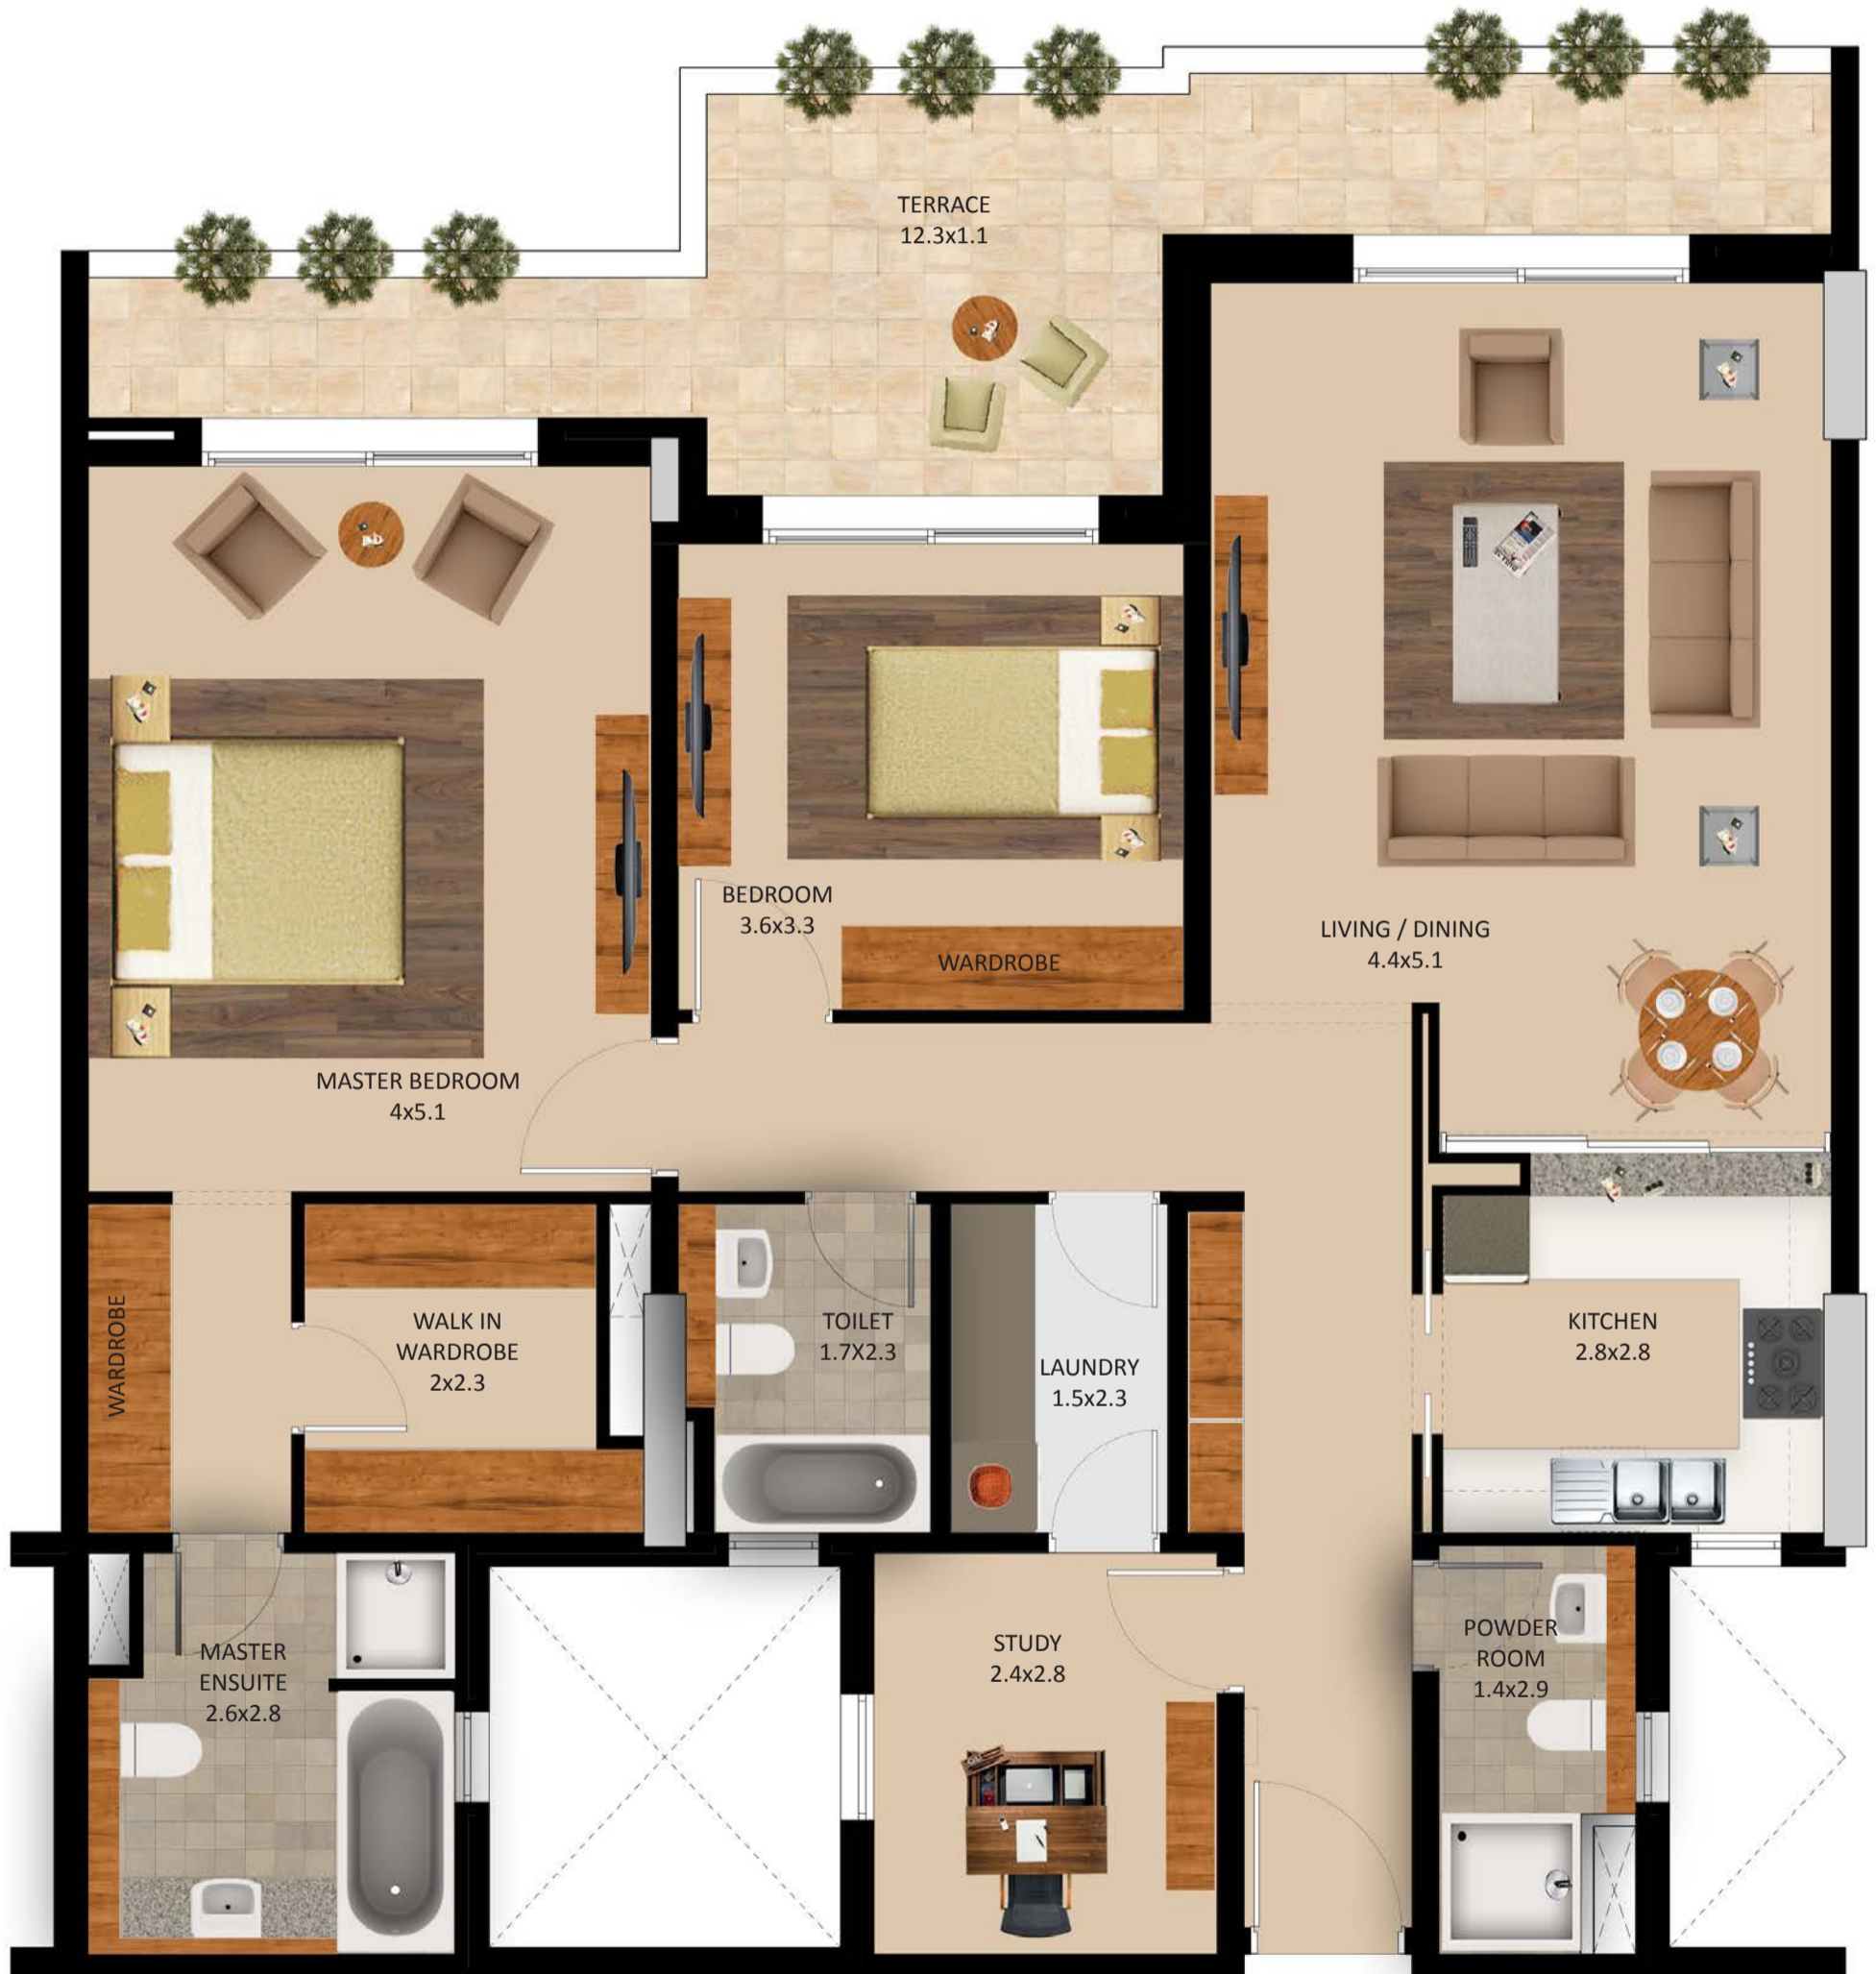 TERRACE
12.3x1.1
BEDROOM
3.6x3.3
WARDROBE
LIVING / DINING
4.4x5.1
MASTER BEDROOM
4x5.1
WARDROBE
WALK IN
WARDROBE
2x2.3
TOILET
1.7X2.3
LAUNDRY
1.5x2.3
KITCHEN
2.8x2.8
MASTER
ENSUITE
2.6x2.8
STUDY
2.4x2.8
POWDER
ROOM
1.4x2.9